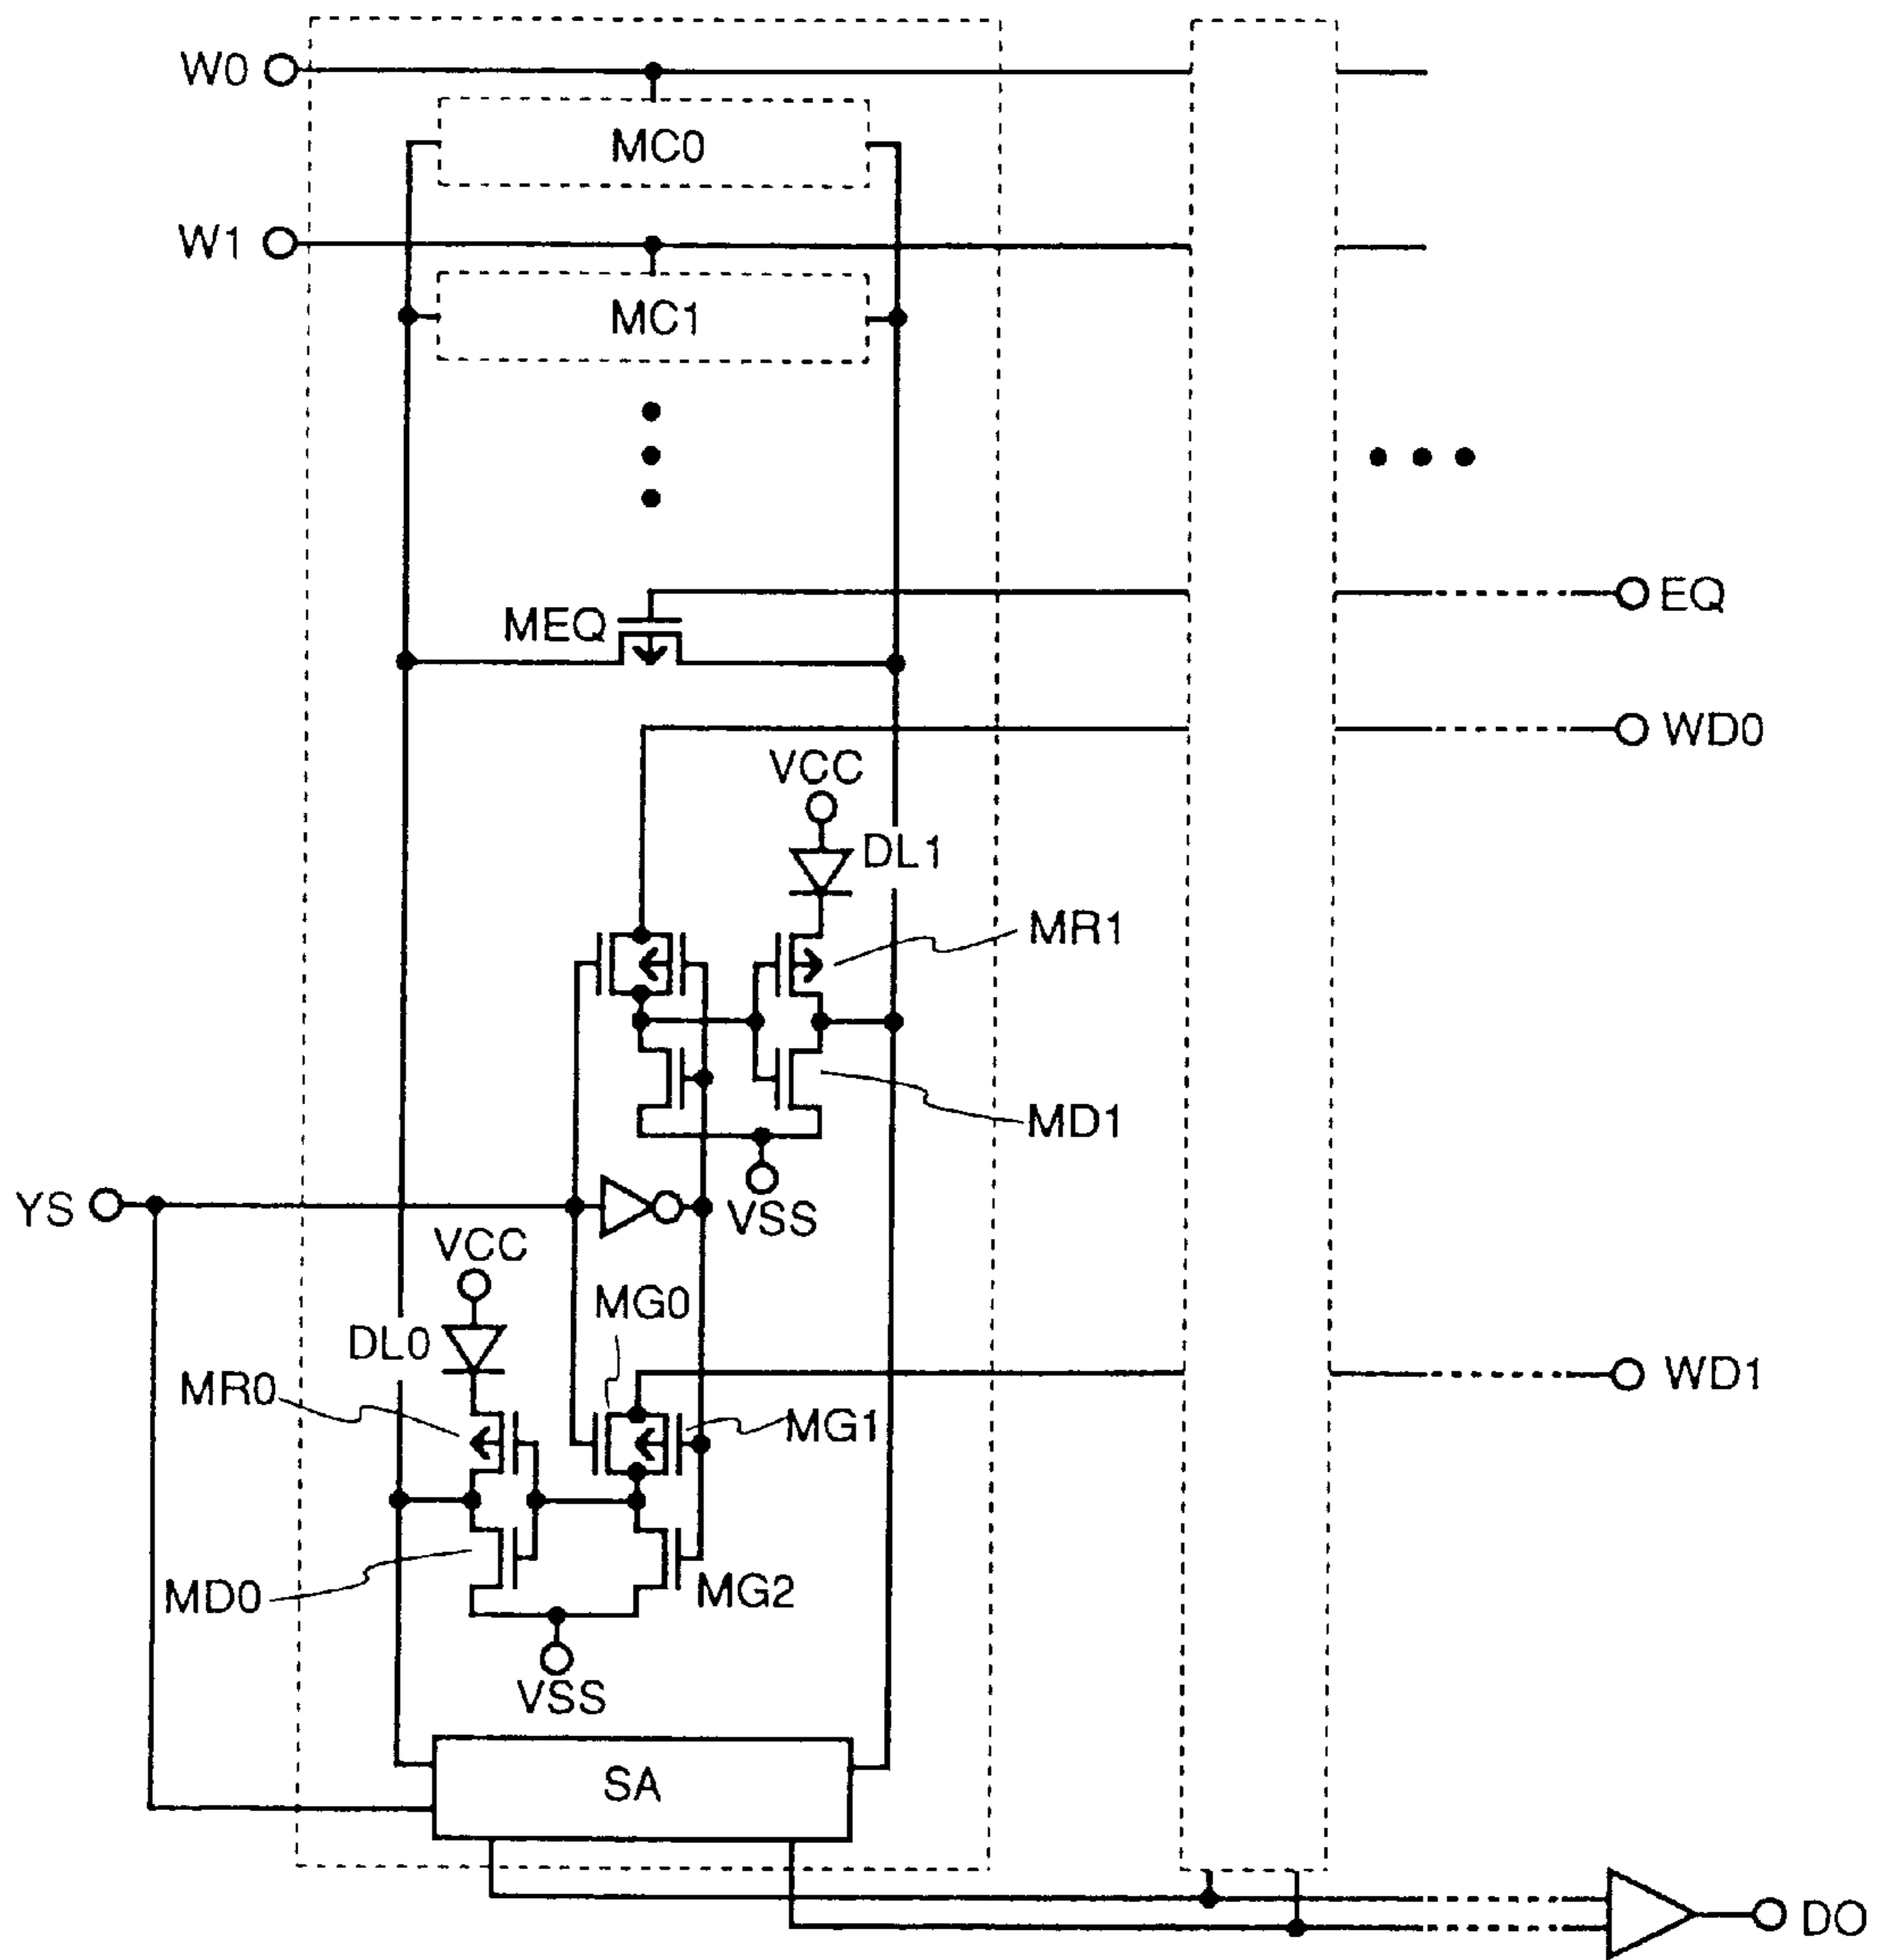 W0
MC0
W1
MC1
EQ
MEQ
WD0
VCC
DL1
MR1
MD1
YS
VSS
VCC
MG0
DL0
WD1
MR0
MG1
MD0
MG2
VSS
SA
DO